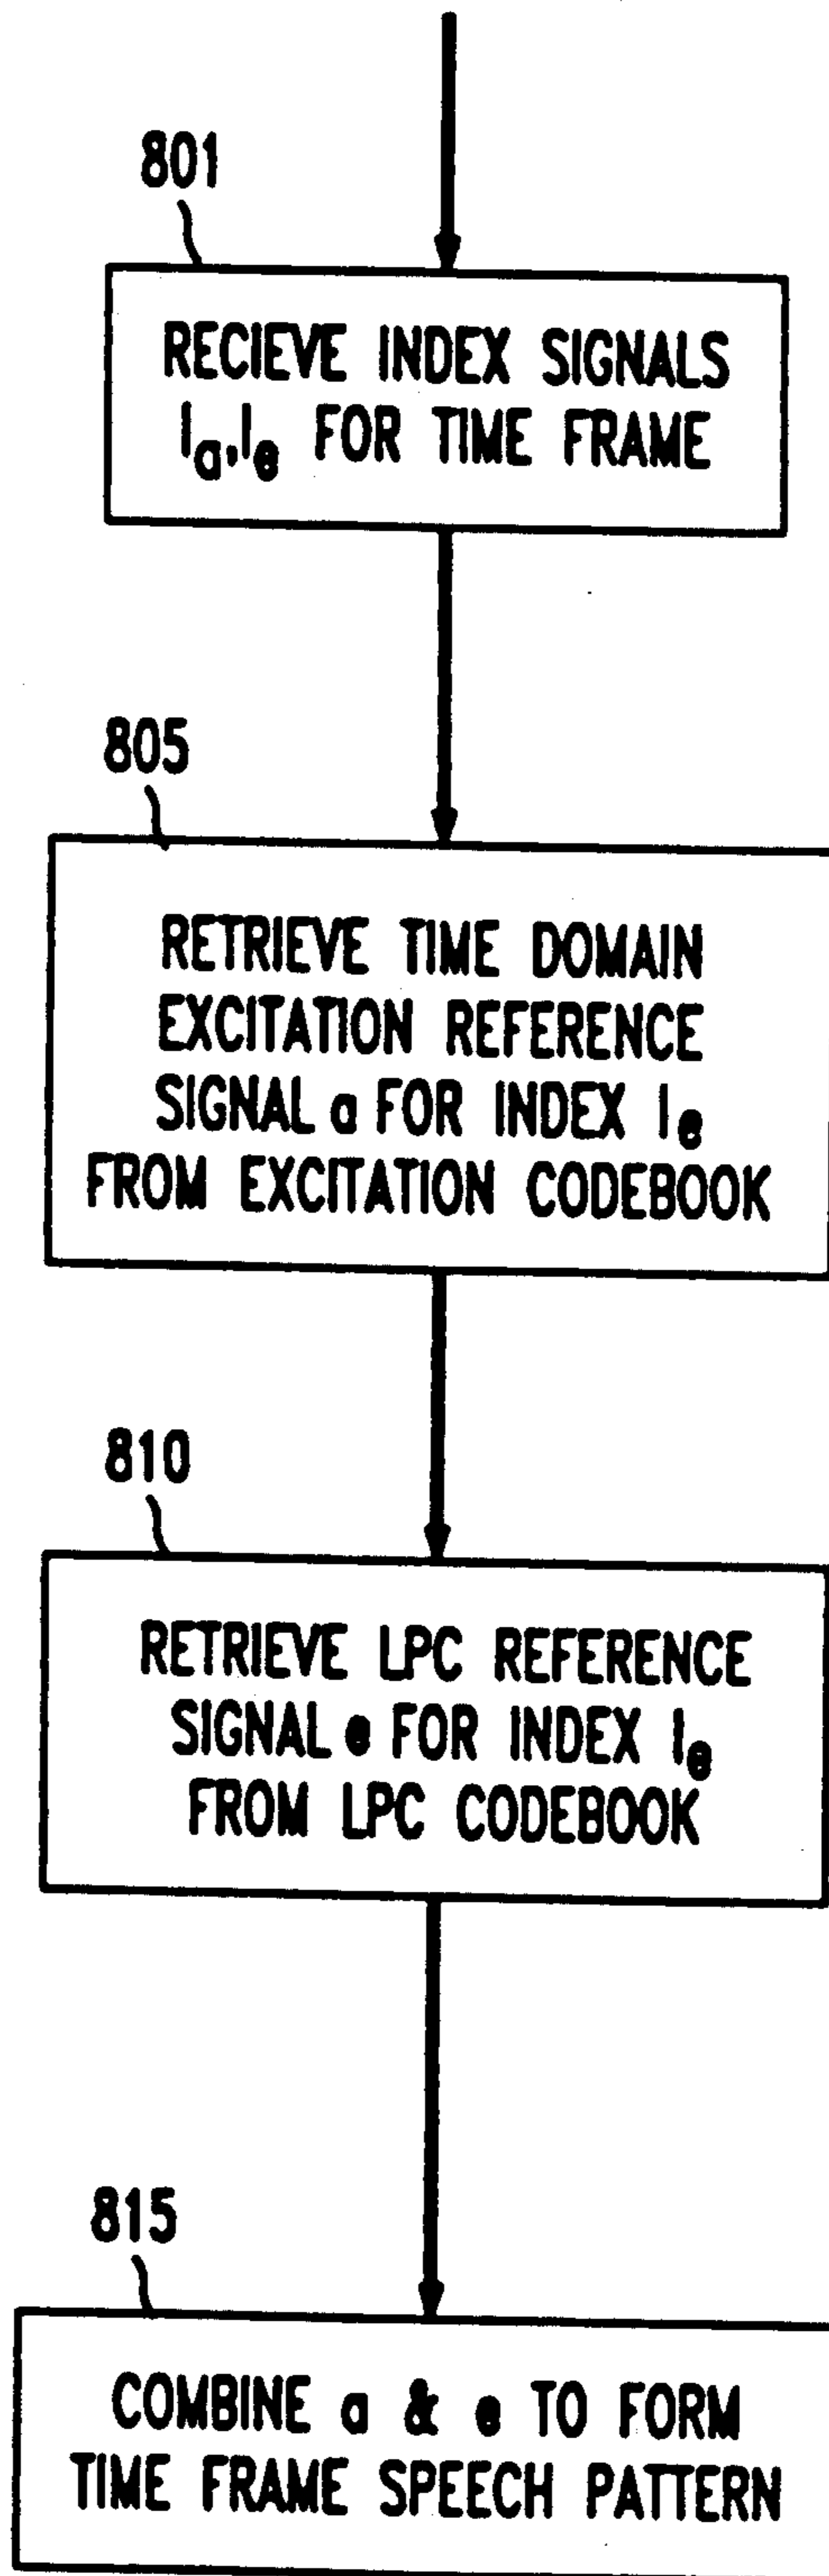 801
RECIEVE INDEX SIGNALS
Iₐ,Iₑ FOR TIME FRAME
805
RETRIEVE TIME DOMAIN
EXCITATION REFERENCE
SIGNAL a FOR INDEX Iₑ
FROM EXCITATION CODEBOOK
810
RETRIEVE LPC REFERENCE
SIGNAL e FOR INDEX Iₑ
FROM LPC CODEBOOK
815
COMBINE a & e TO FORM
TIME FRAME SPEECH PATTERN